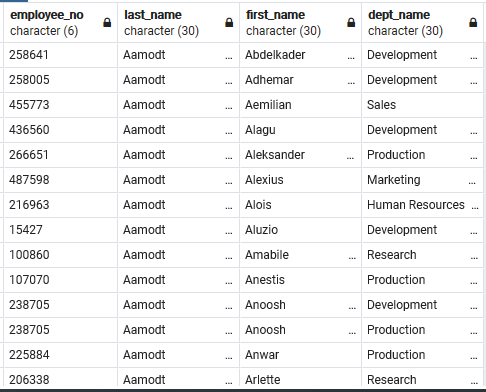 employee_no last_name first_name dept_name
character (6) character (30) character (30) character (30)
258641 Aamodt ... Abdelkader ... Development ...
258005 Aamodt ... Adhemar ... Development ...
455773 Aamodt ... Aemilian Sales
436560 Aamodt ... Alagu Development ...
266651 Aamodt ... Aleksander ... Production ...
487598 Aamodt ... Alexius Marketing ...
216963 Aamodt ... Alois Human Resources ...
15427 Aamodt ... Aluzio Development ...
100860 Aamodt ... Amabile ... Research ...
107070 Aamodt ... Anestis Production ...
238705 Aamodt ... Anoosh ... Development ...
238705 Aamodt ... Anoosh ... Production ...
225884 Aamodt ... Anwar Production ...
206338 Aamodt ... Arlette Research ...